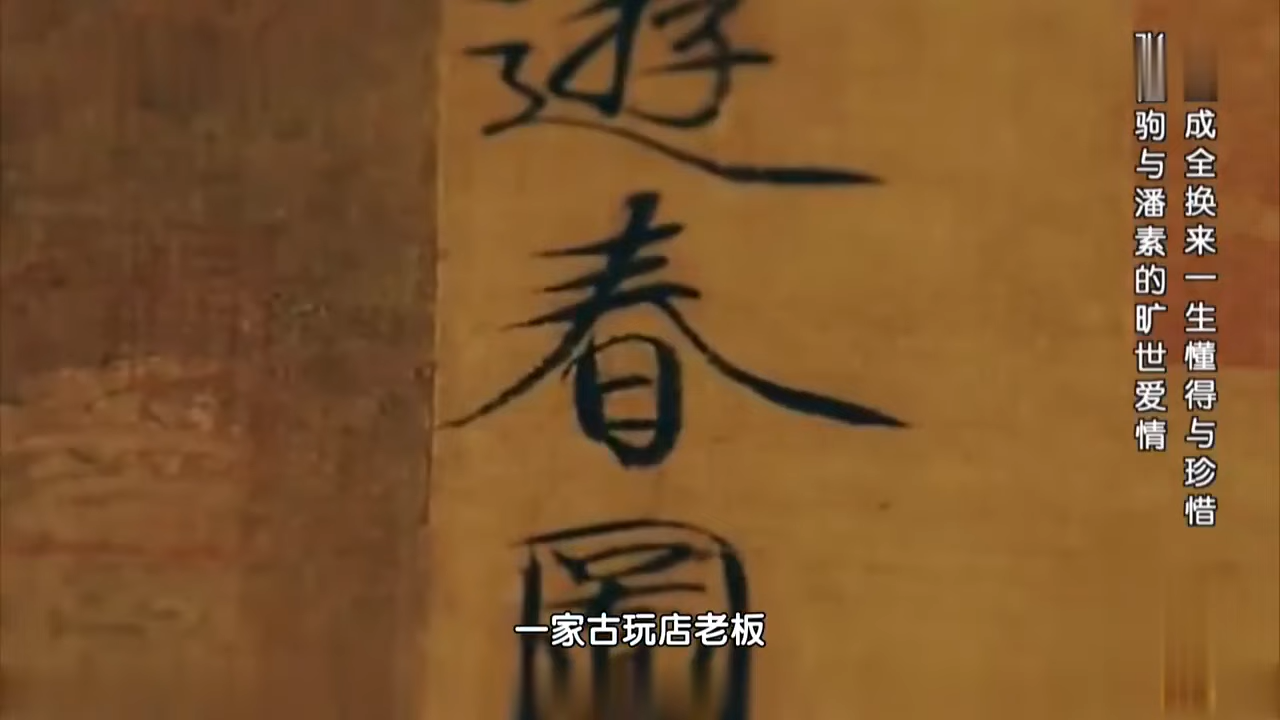 遊春圖
成全换来一生懂得与珍惜
驹与潘素的旷世爱情
一家古玩店老板